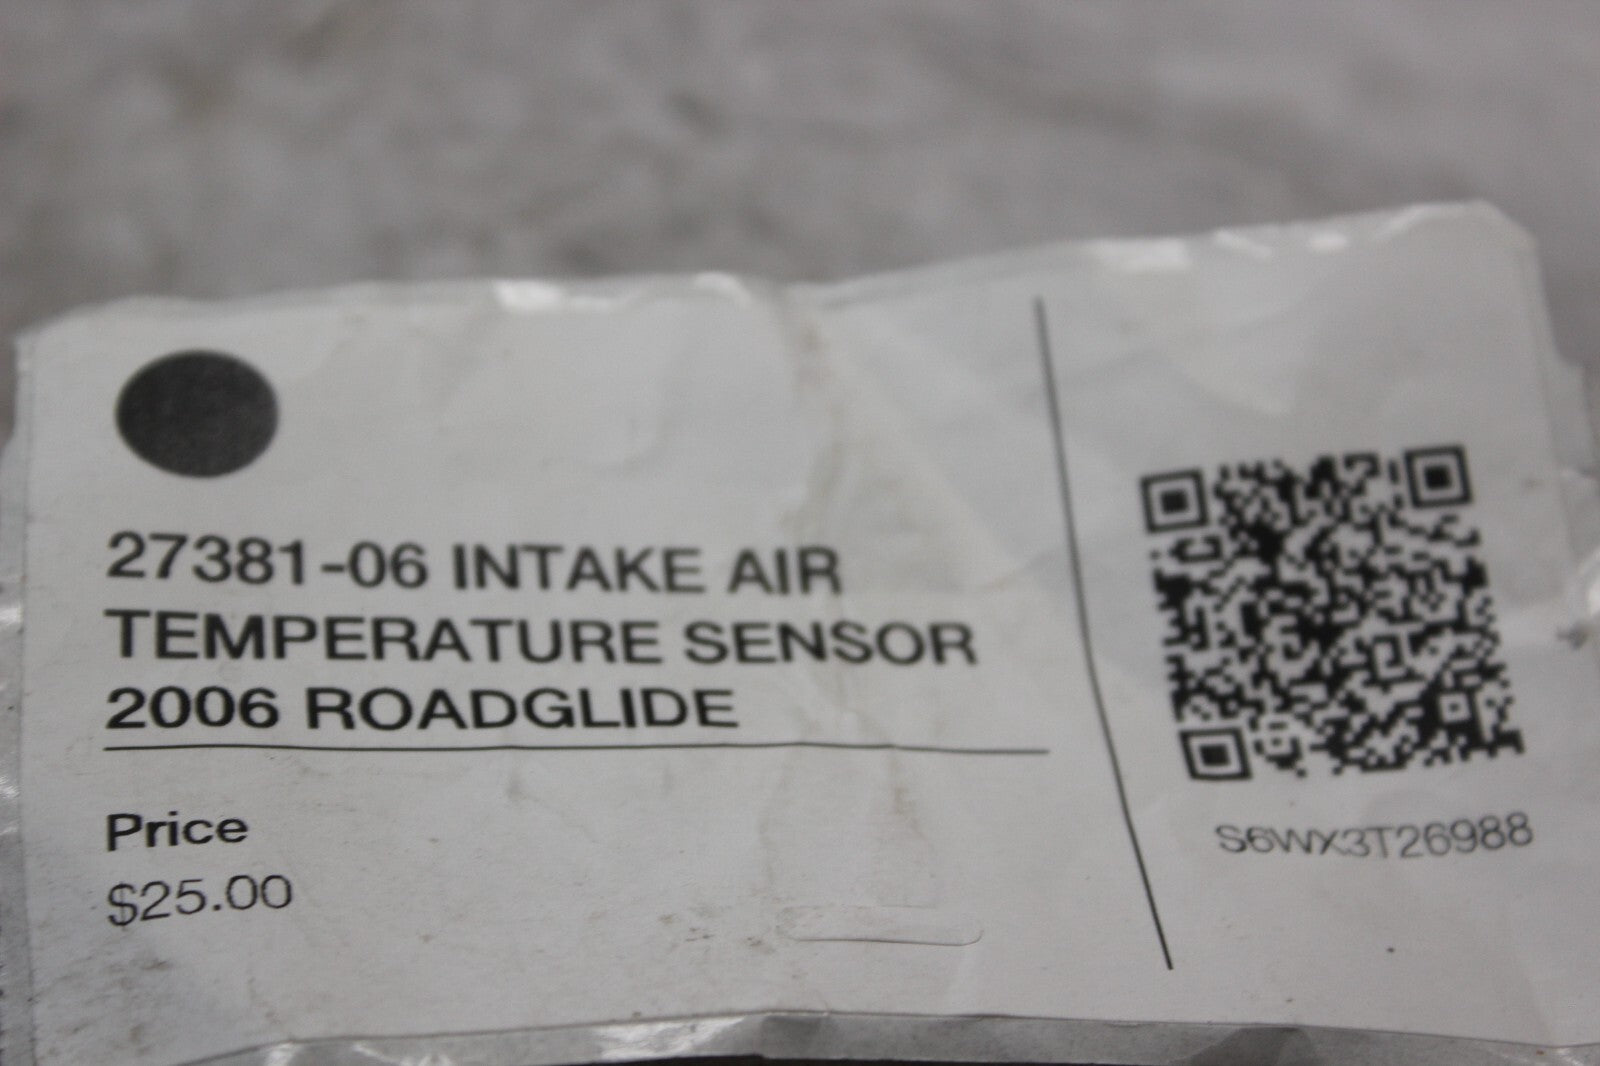 27381-06 INTAKE AIR
TEMPERATURE SENSOR
2006 ROADGLIDE
Price
$25.00
S6WX3T26988